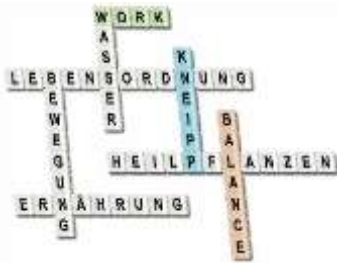 WORK
WASSER
KNEIPP
LEBENSORDNUNG
BEWEGUNG
BALANCE
HEILPFLANZEN
ERNÄHRUNG